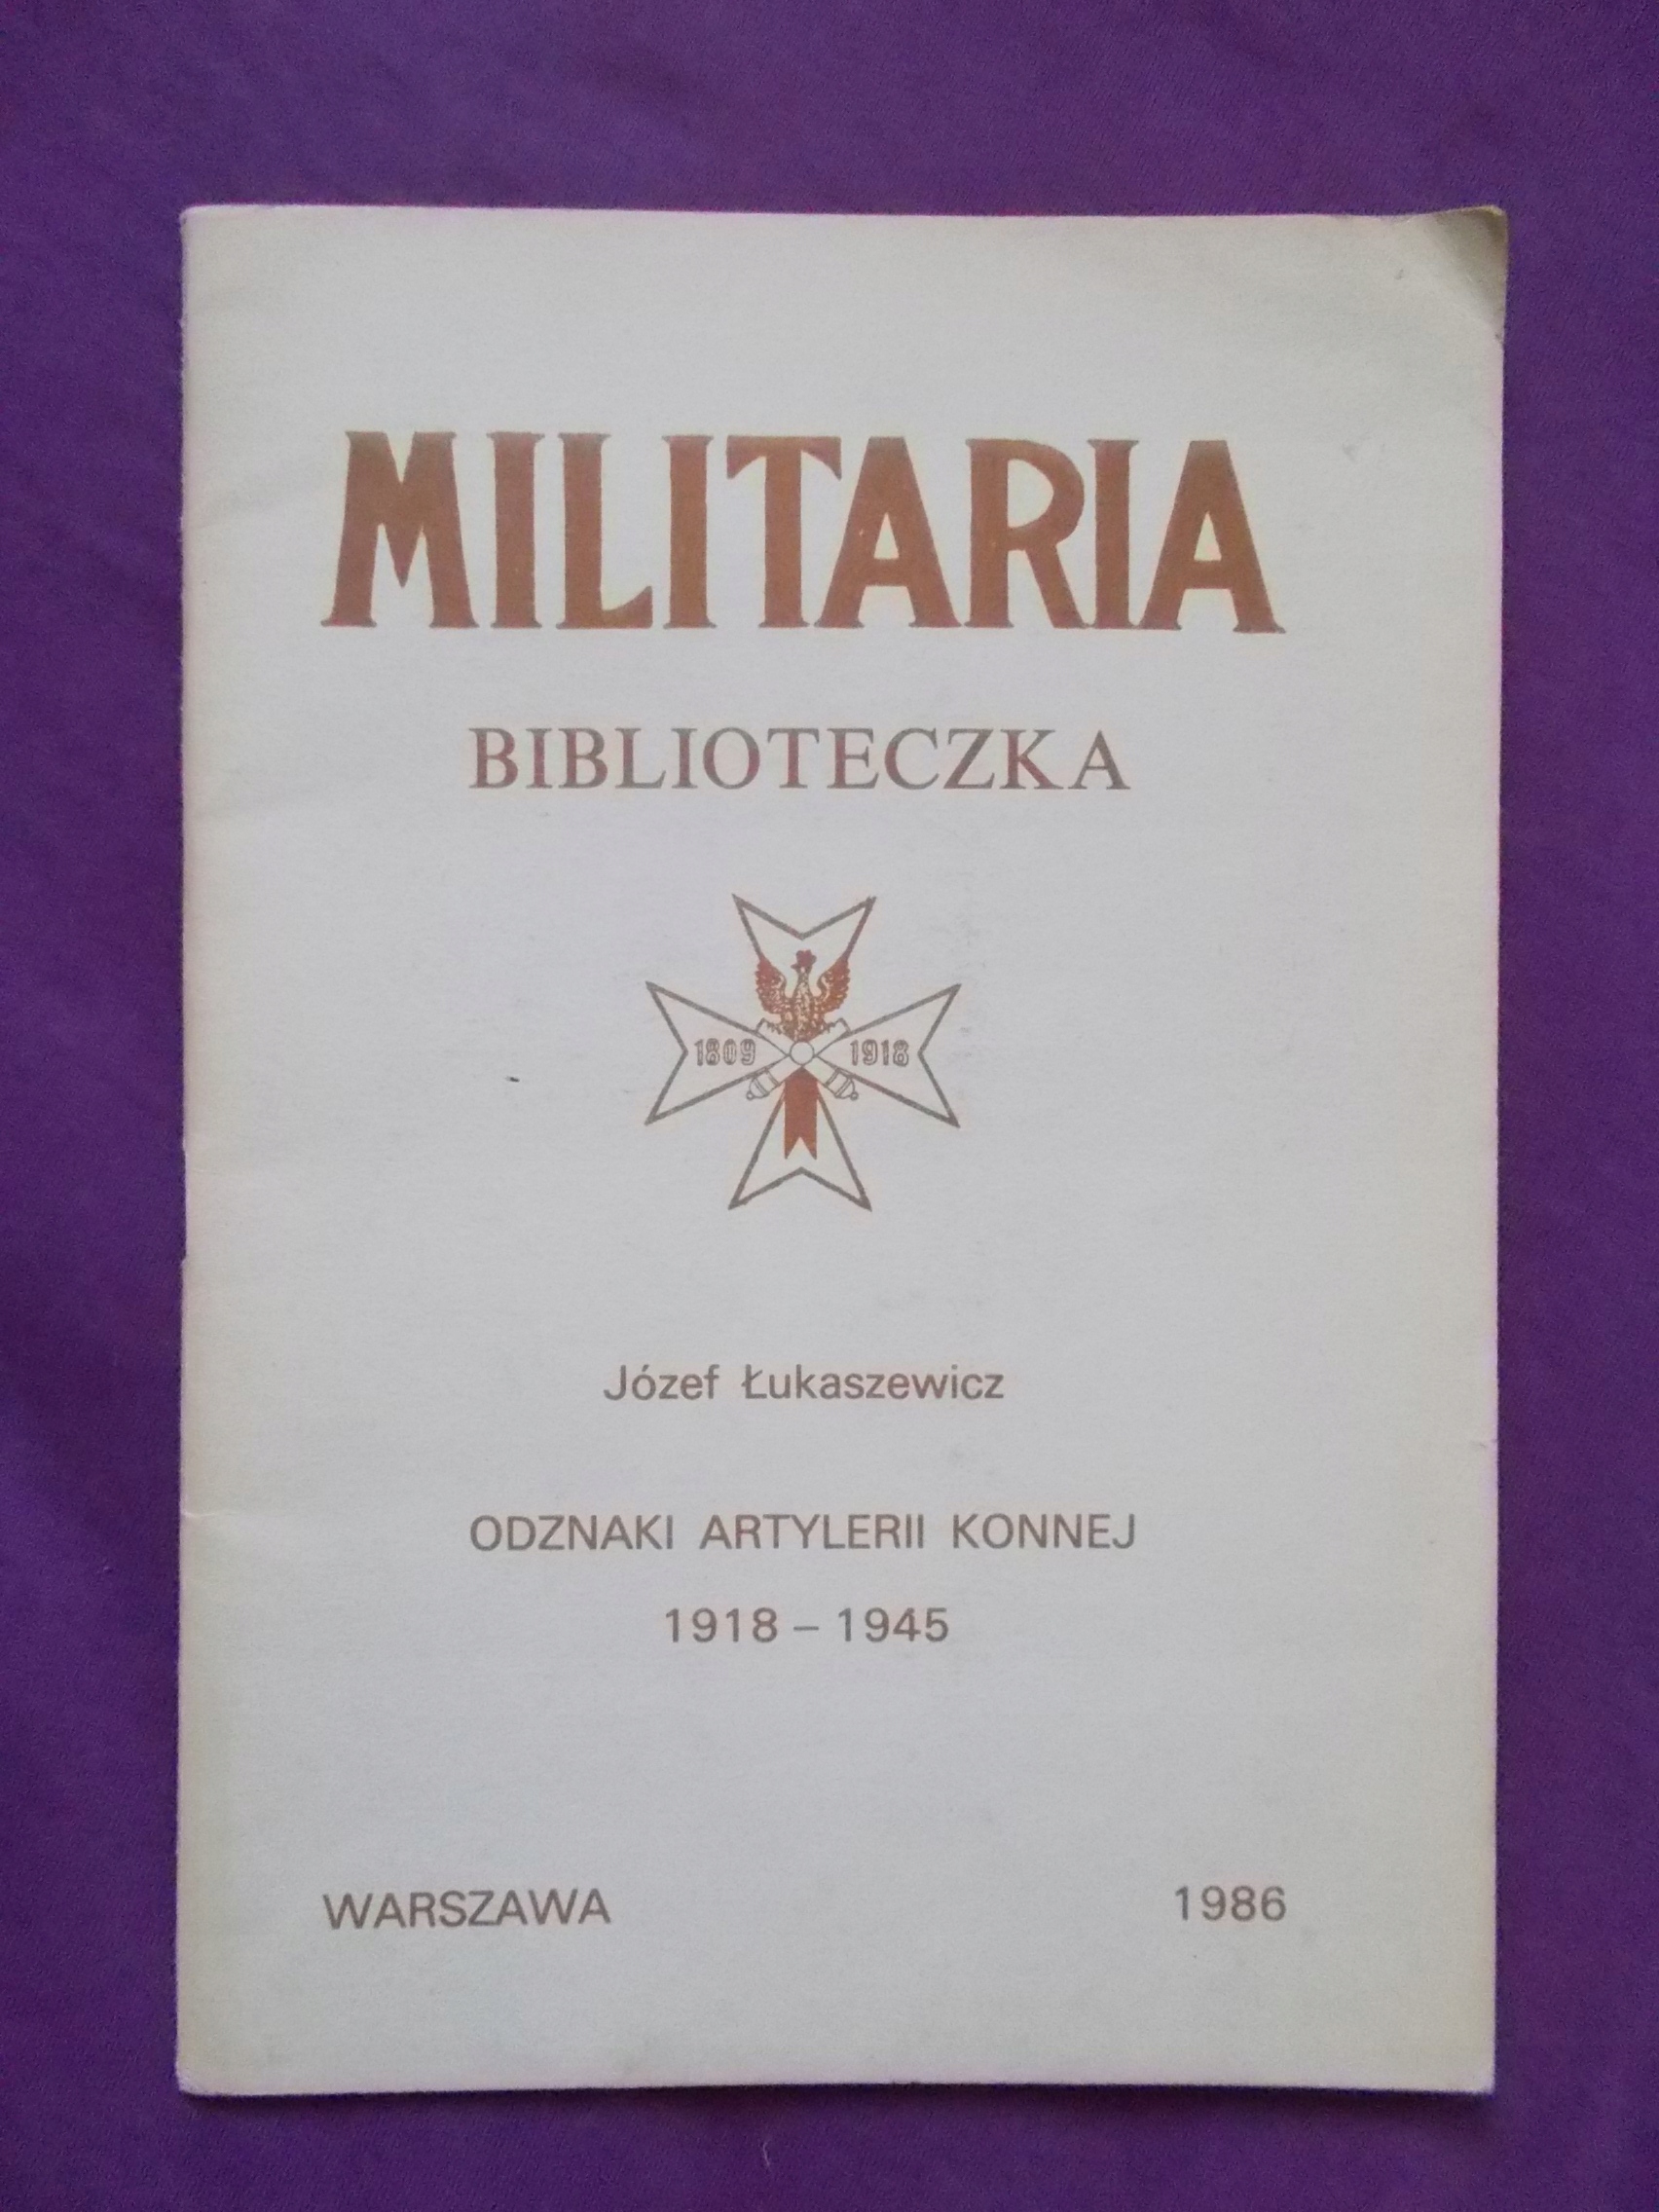 MILITARIA
BIBLIOTECZKA
1809 1918
Józef Łukaszewicz
ODZNAKI ARTYLERII KONNEJ
1918 – 1945
WARSZAWA 1986